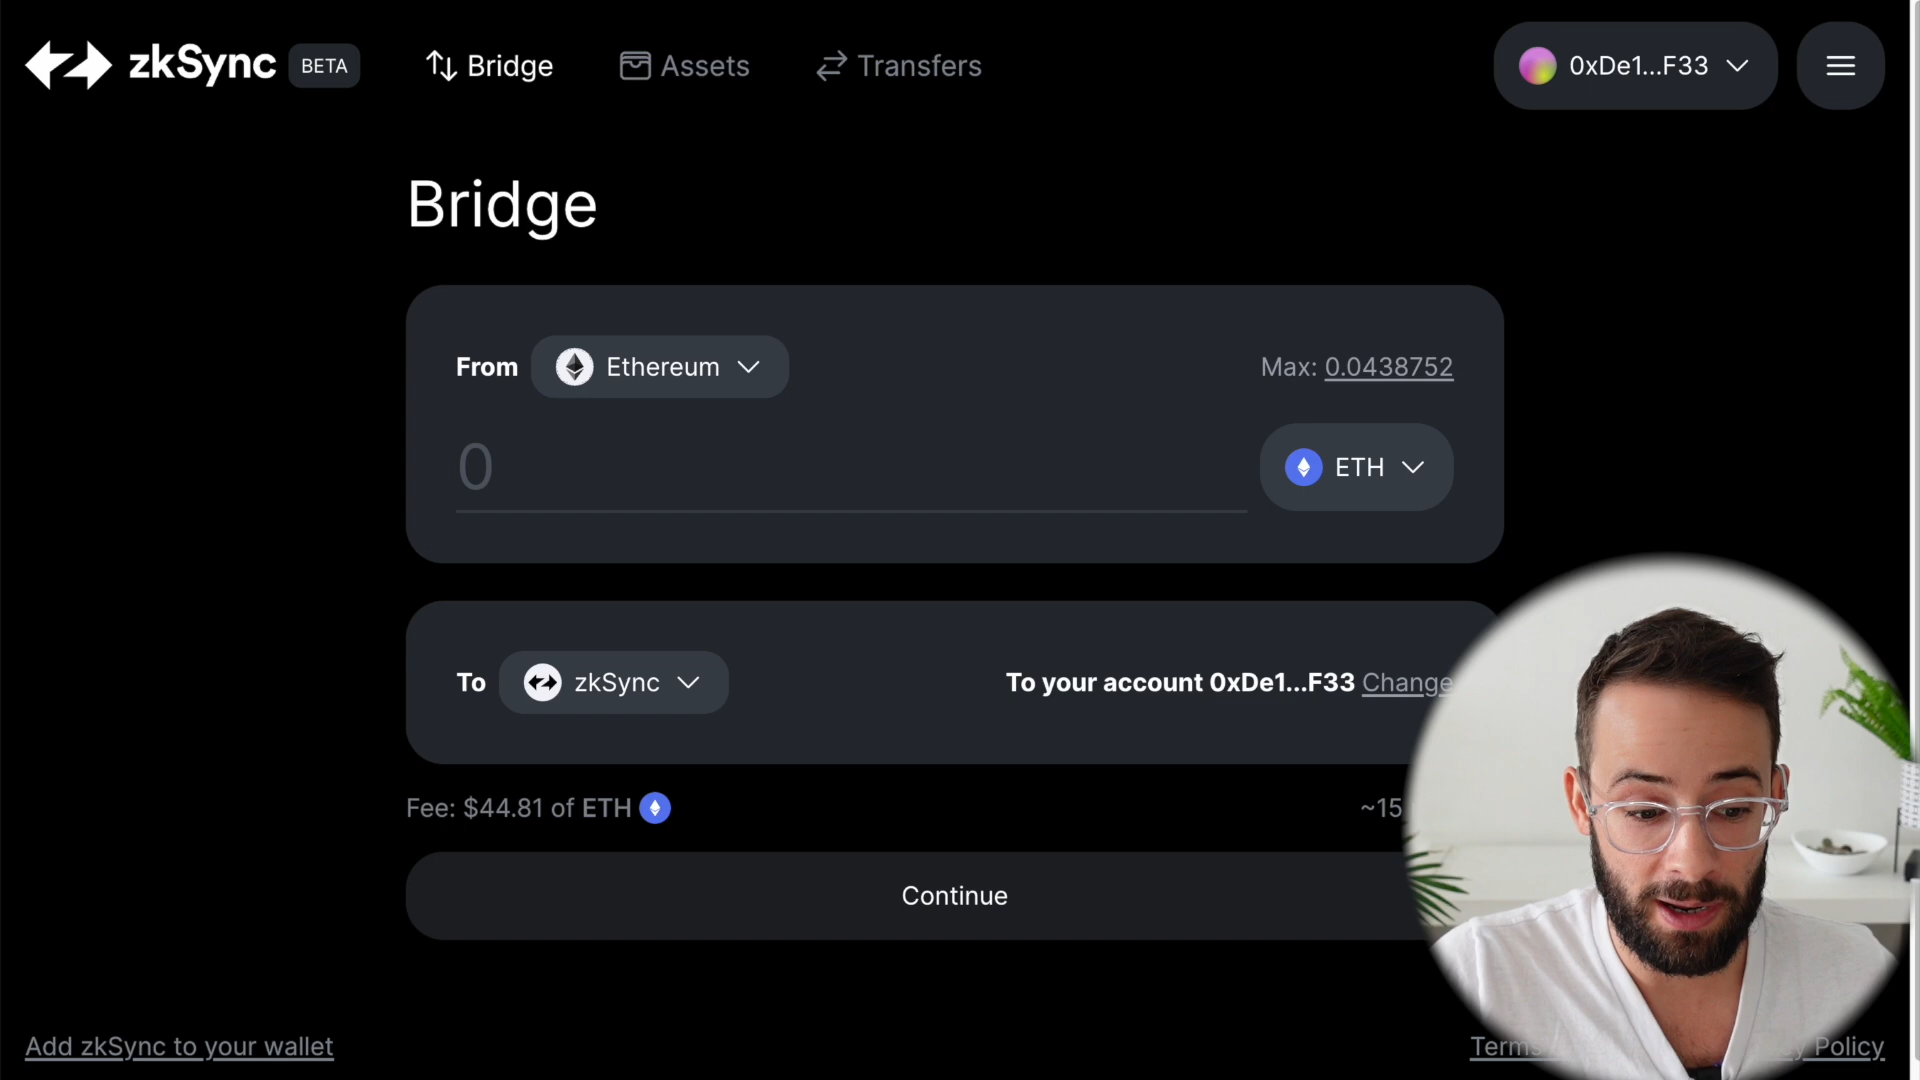 zkSync BETA Bridge Assets Transfers 0xDe1...F33
Bridge
From Ethereum Max: 0.0438752
0 ETH
To zkSync To your account 0xDe1...F33 Change
Fee: $44.81 of ETH ~15
Continue
Add zkSync to your wallet Terms Policy